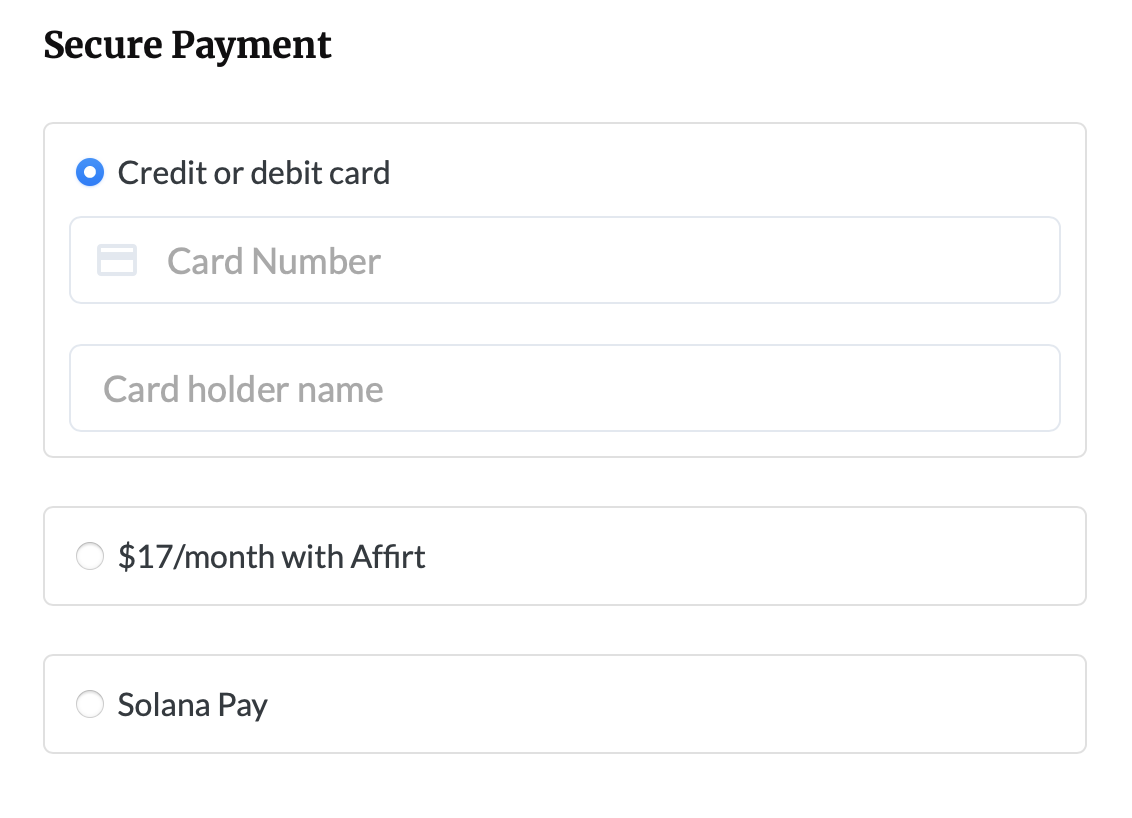 Secure Payment
Credit or debit card
Card Number
Card holder name
$17/month with Affirt
Solana Pay